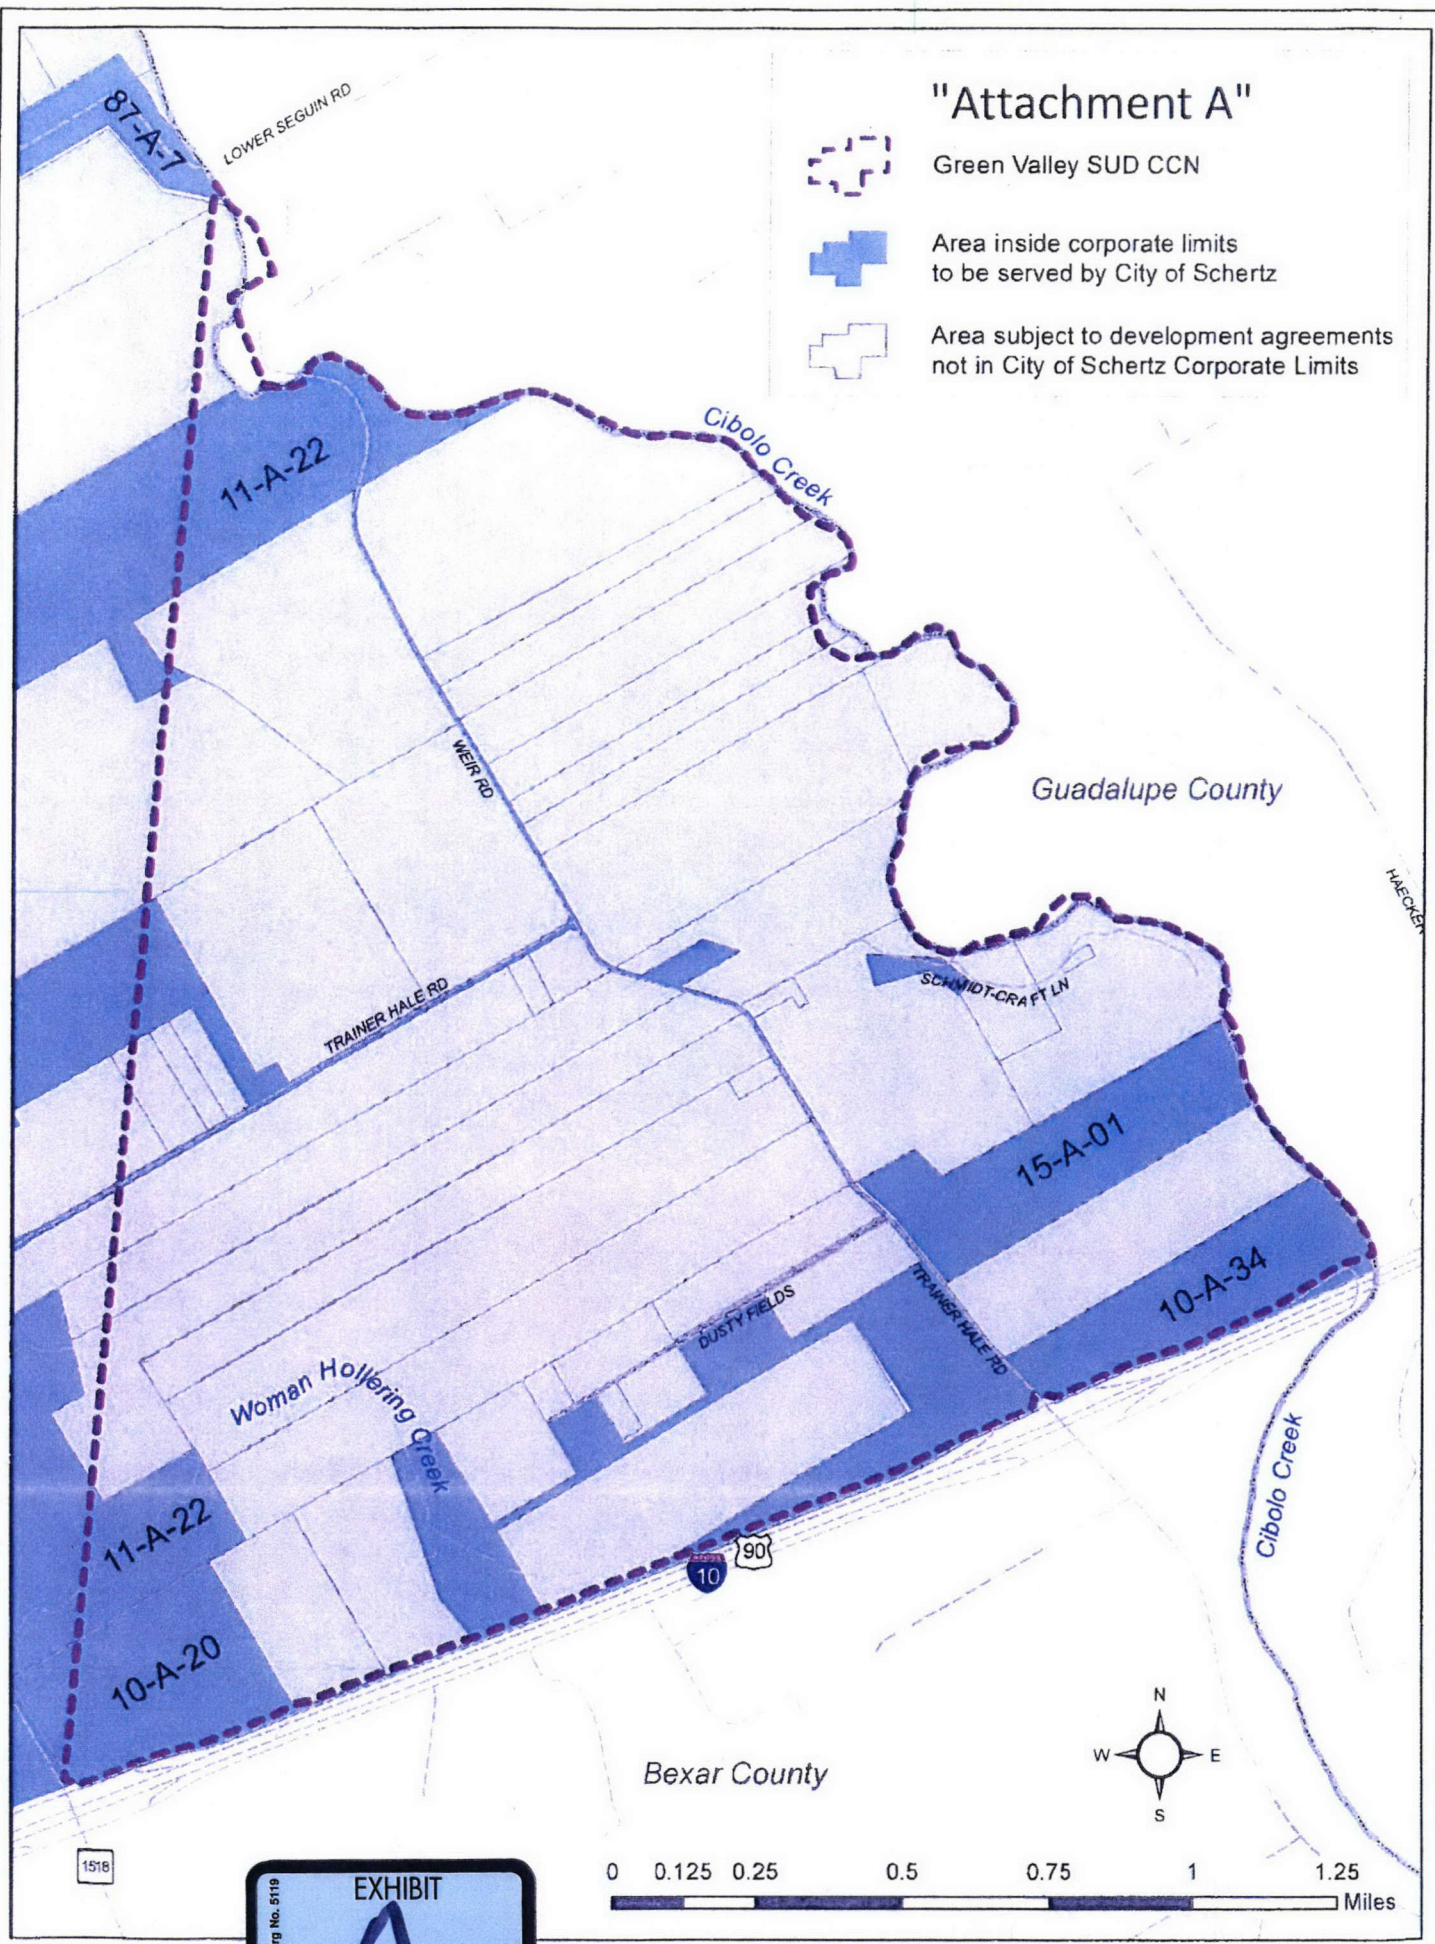 "Attachment A"
Green Valley SUD CCN
Area inside corporate limits
to be served by City of Schertz
Area subject to development agreements
not in City of Schertz Corporate Limits
87-A-7
LOWER SEGUIN RD
11-A-22
Cibolo Creek
WEIR RD
Guadalupe County
HAECKER
TRAINER HALE RD
SCHMIDT-CRAFT LN
15-A-01
10-A-34
TRAINER HALE RD
DUSTY FIELDS
Woman Hollering Creek
Cibolo Creek
11-A-22
10
90
10-A-20
N
W E
S
Bexar County
1518
0 0.125 0.25 0.5 0.75 1 1.25
Miles
EXHIBIT
A
rg No. 5119